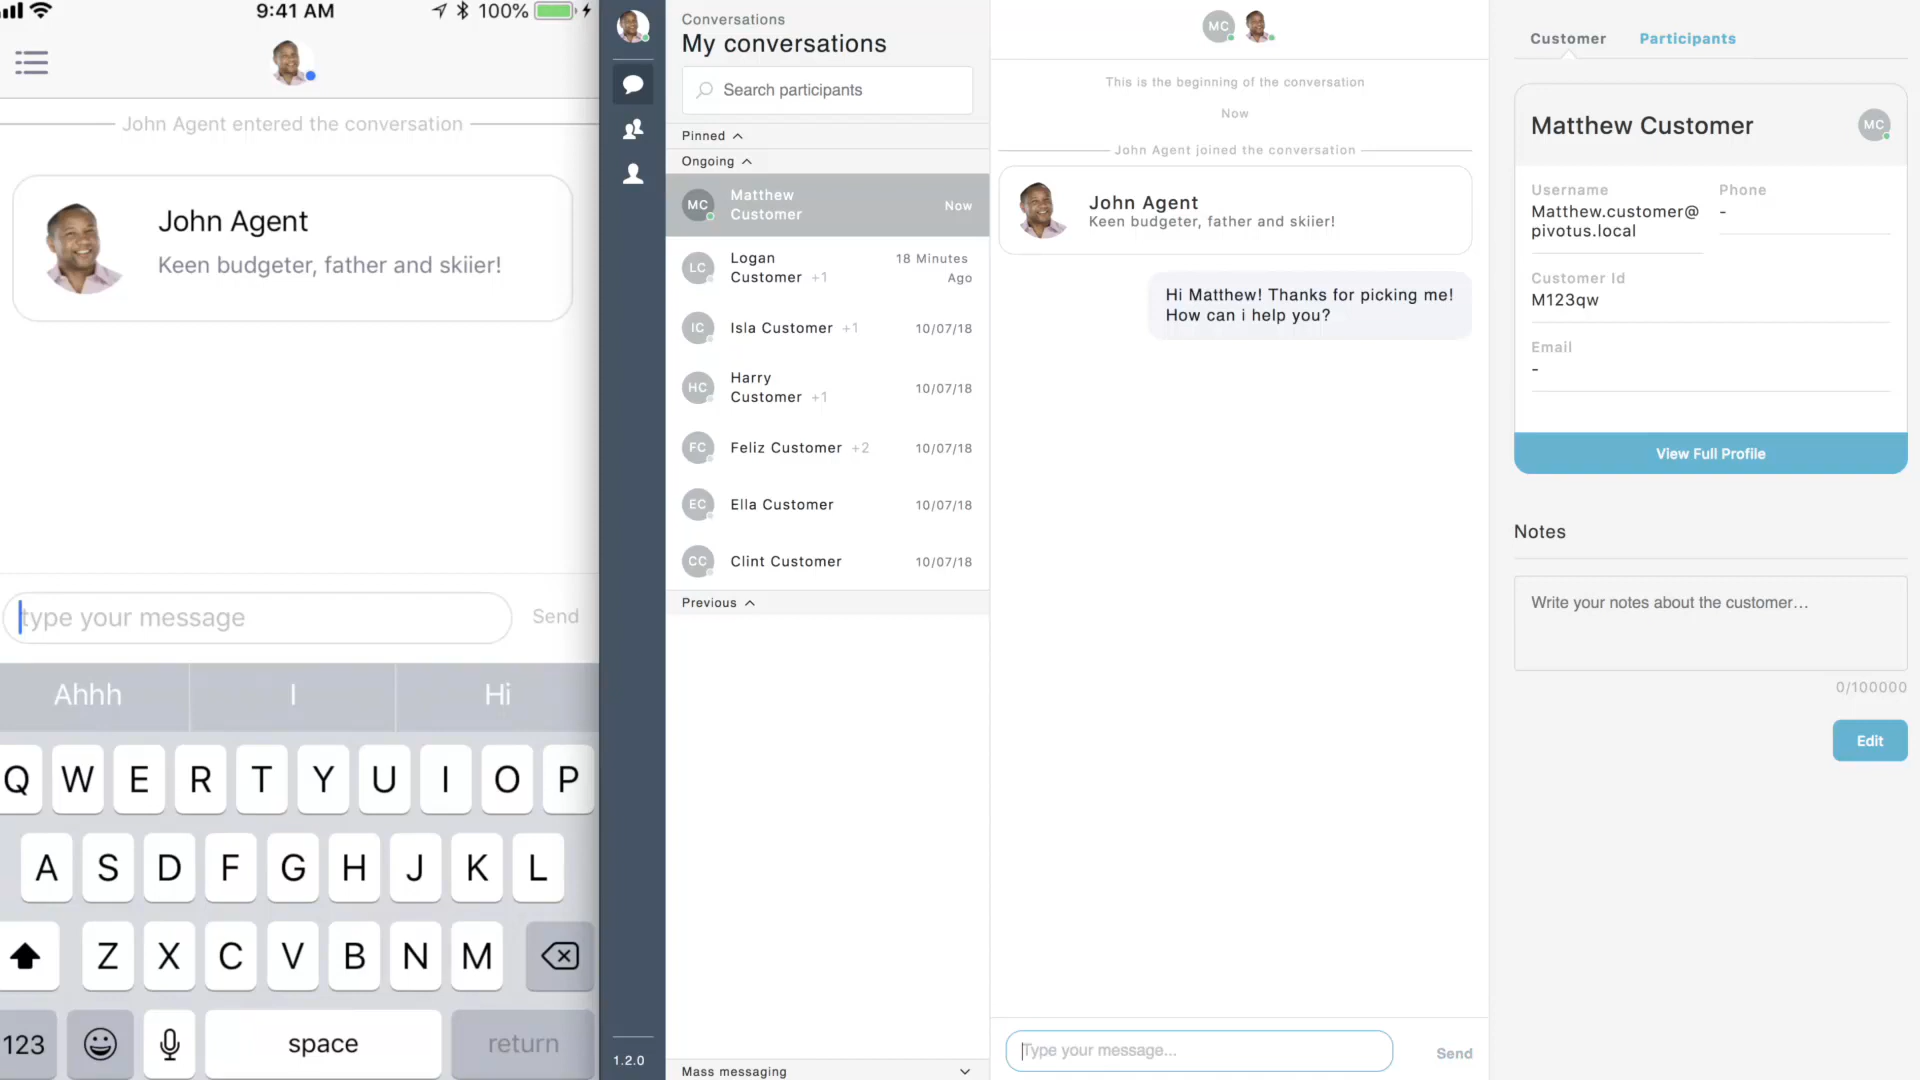 9:41 AM
100%
John Agent entered the conversation
John Agent
Keen budgeter, father and skiier!
type your message
Send
Ahhh
I
Hi
Q W E R T Y U I O P
A S D F G H J K L
Z X C V B N M
123
space
return
1.2.0
Conversations
My conversations
Search participants
Pinned
Ongoing
MC
Matthew
Customer
Now
LC
Logan
Customer +1
18 Minutes
Ago
IC
Isla Customer +1
10/07/18
HC
Harry
Customer +1
10/07/18
FC
Feliz Customer +2
10/07/18
EC
Ella Customer
10/07/18
CC
Clint Customer
10/07/18
Previous
Mass messaging
MC
This is the beginning of the conversation
Now
John Agent joined the conversation
John Agent
Keen budgeter, father and skiier!
Hi Matthew! Thanks for picking me!
How can i help you?
Type your message...
Send
Customer
Participants
Matthew Customer
MC
Username
Matthew.customer@
pivotus.local
Phone
-
Customer Id
M123qw
Email
-
View Full Profile
Notes
Write your notes about the customer...
0/100000
Edit